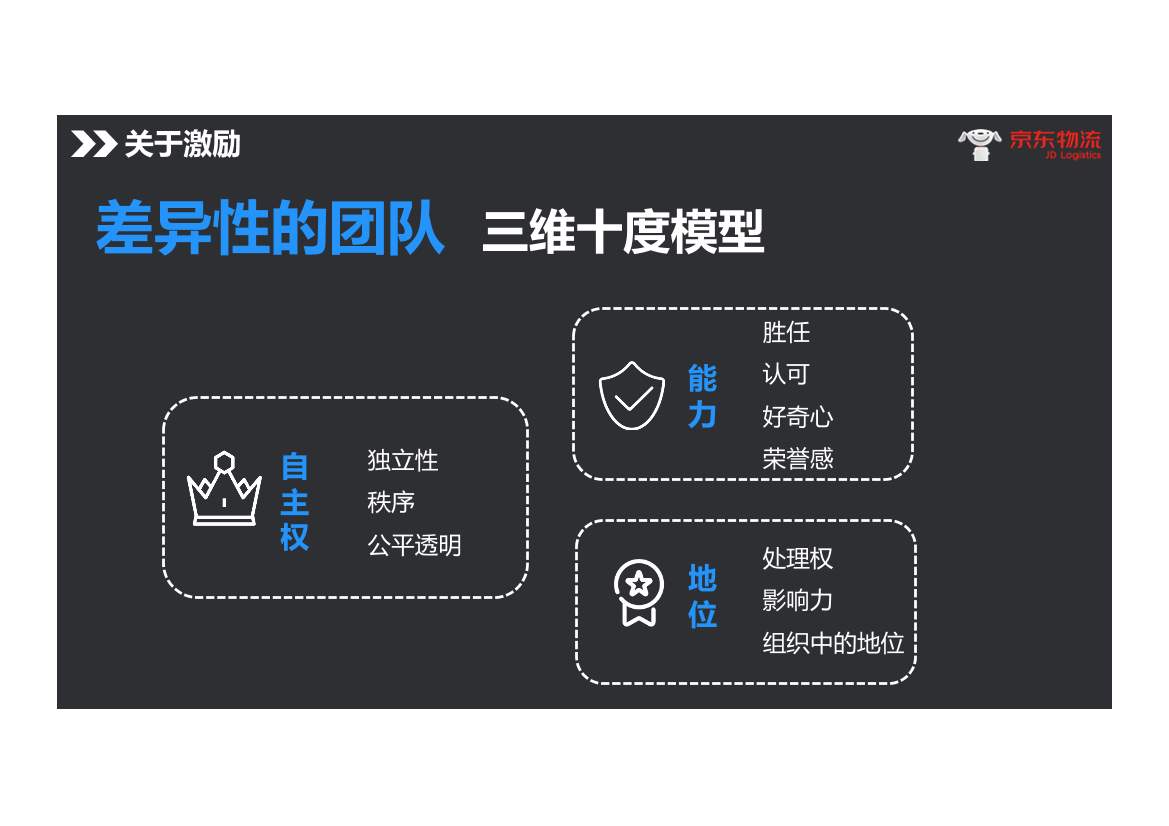 关于激励
京东物流
JD Logistics
差异性的团队 三维十度模型
自主权
独立性
秩序
公平透明
能力
胜任
认可
好奇心
荣誉感
地位
处理权
影响力
组织中的地位